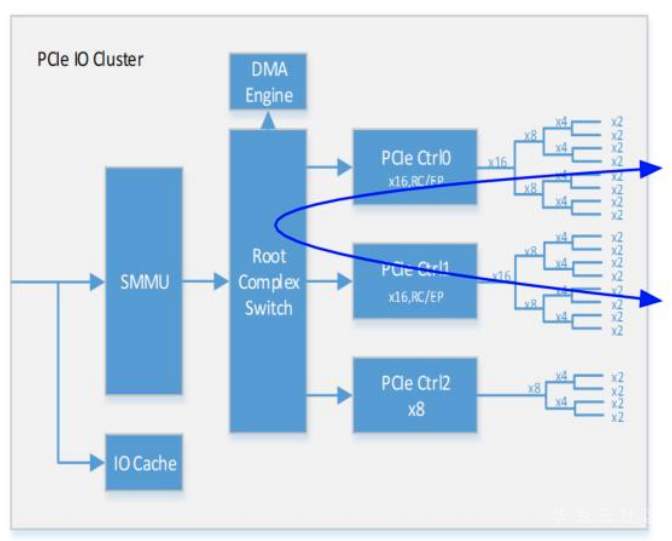 PCIe IO Cluster
DMA
Engine
PCIe Ctrl0
x16,RC/EP
x16
x8
x8
x4
x4
x4
x4
x2
x2
x2
x2
x2
x2
x2
x2
SMMU
Root
Complex
Switch
PCIe Ctrl1
x16,RC/EP
x16
x8
x8
x4
x4
x4
x4
x2
x2
x2
x2
x2
x2
x2
x2
PCIe Ctrl2
x8
x8
x4
x4
x2
x2
x2
x2
IO Cache